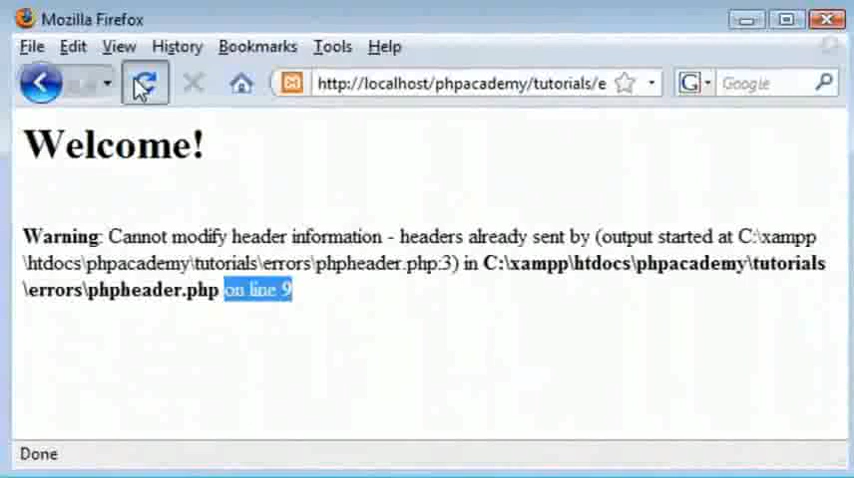 Mozilla Firefox
File Edit View History Bookmarks Tools Help
http://localhost/phpacademy/tutorials/e
G Google
Welcome!
Warning: Cannot modify header information - headers already sent by (output started at C:\xampp
\htdocs\phpacademy\tutorials\errors\phpheader.php:3) in C:\xampp\htdocs\phpacademy\tutorials
\errors\phpheader.php on line 9
Done